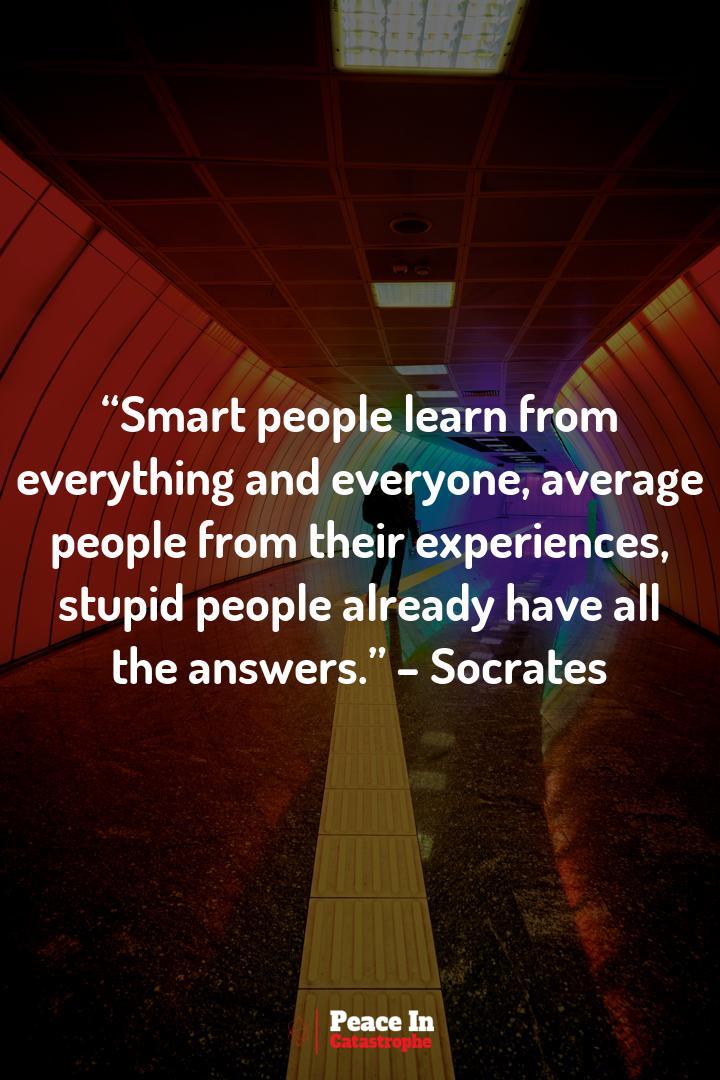 “Smart people learn from
everything and everyone, average
people from their experiences,
stupid people already have all
the answers.” – Socrates
Peace In
Catastrophe